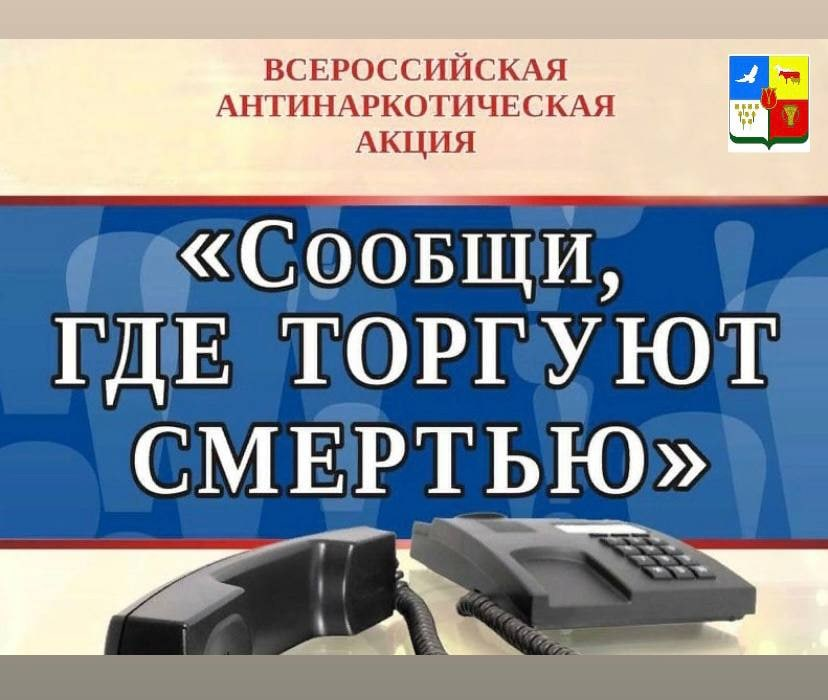 ВСЕРОССИЙСКАЯ
АНТИНАРКОТИЧЕСКАЯ
АКЦИЯ
«СООБЩИ,
ГДЕ ТОРГУЮТ
СМЕРТЬЮ»